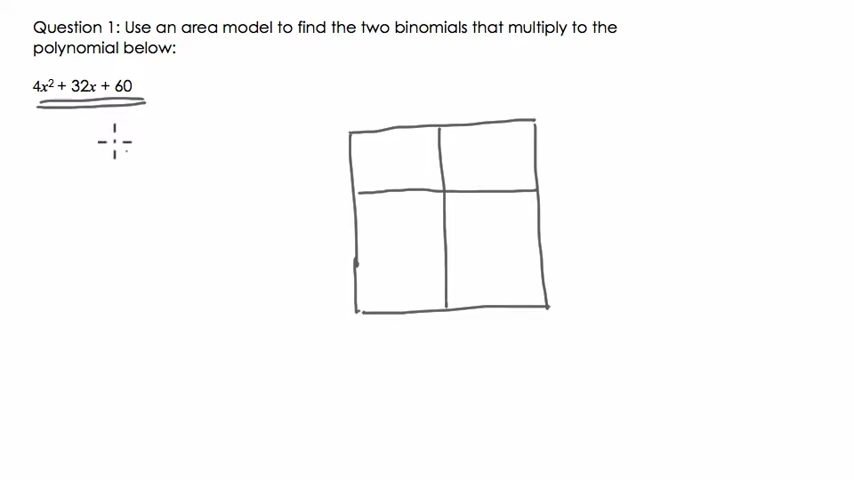 Question 1: Use an area model to find the two binomials that multiply to the
polynomial below:
4x² + 32x + 60